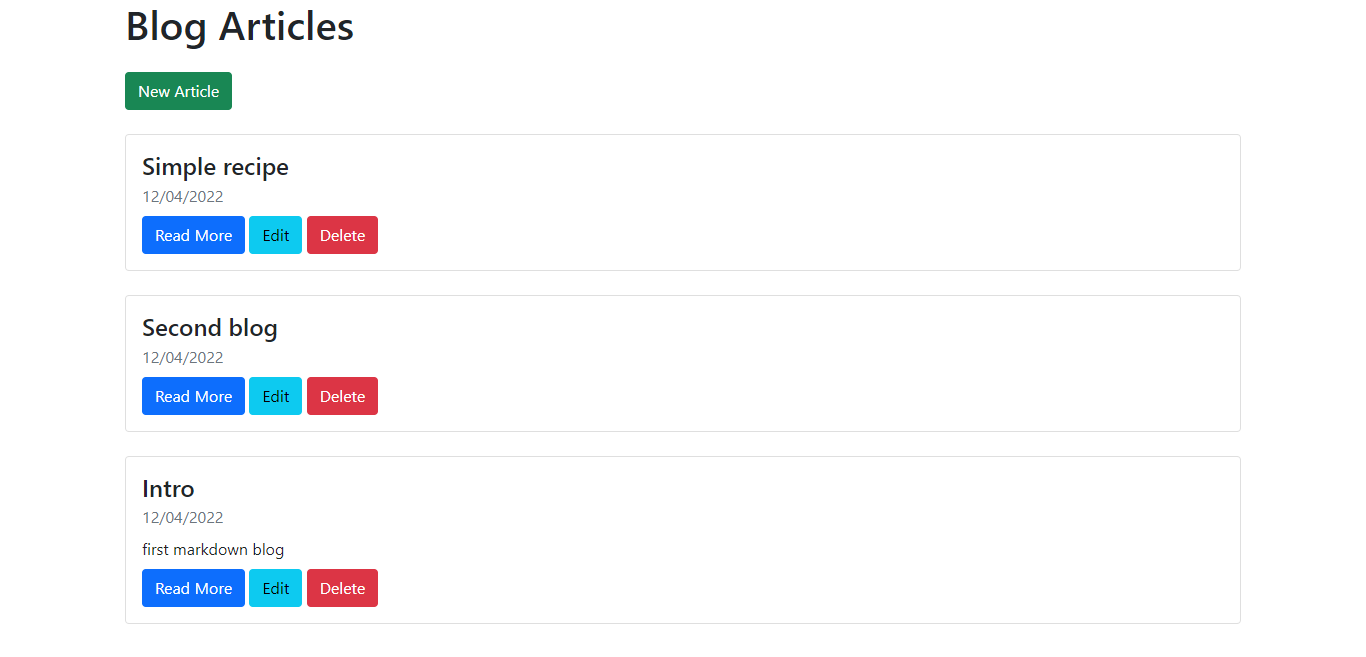 Blog Articles
New Article
Simple recipe
12/04/2022
Read More Edit Delete
Second blog
12/04/2022
Read More Edit Delete
Intro
12/04/2022
first markdown blog
Read More Edit Delete